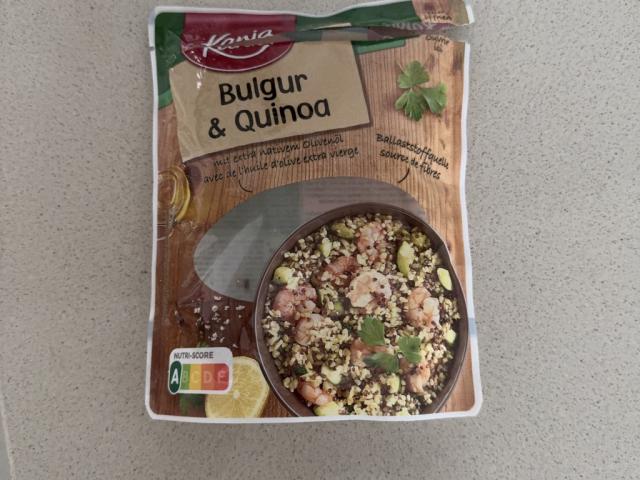 Kania
Bulgur
& Quinoa
mit extra nativem Olivenöl
avec de l'huile d'olive extra vierge
Ballaststoffquelle
source de fibres
NUTRI-SCORE
A B C D E